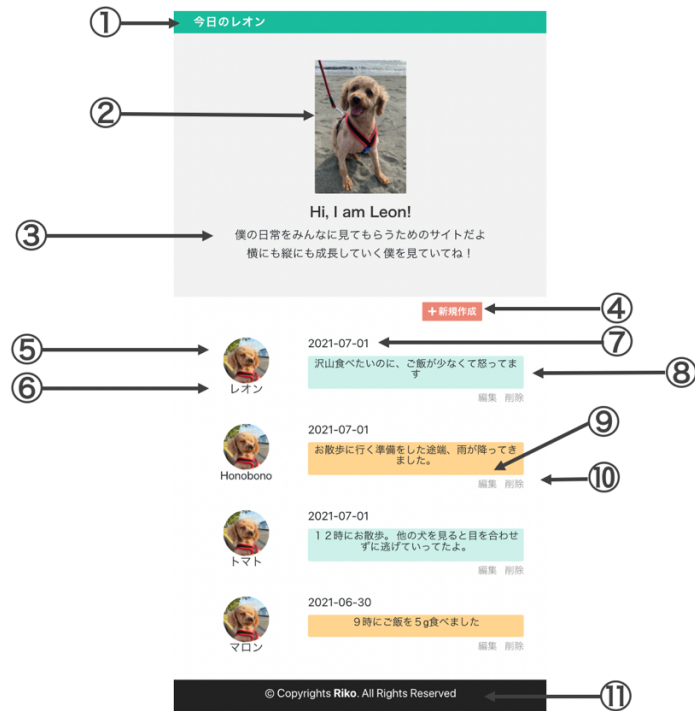 ① 今日のレオン
②
Hi, I am Leon!
③ 僕の日常をみんなに見てもらうためのサイトだよ
横にも縦にも成長していく僕を見ていてね！
+新規作成 ④
⑤ 2021-07-01 ⑦
沢山食べたいのに、ご飯が少なくて怒ってま
す ⑧
⑥ レオン
編集 削除
⑨
2021-07-01
お散歩に行く準備をした途端、雨が降ってき
ました。
Honobono
編集 削除 ⑩
2021-07-01
１２時にお散歩。 他の犬を見ると目を合わせ
ずに逃げていってたよ。
トマト
編集 削除
2021-06-30
９時にご飯を５g食べました
マロン
編集 削除
© Copyrights Riko. All Rights Reserved ⑪